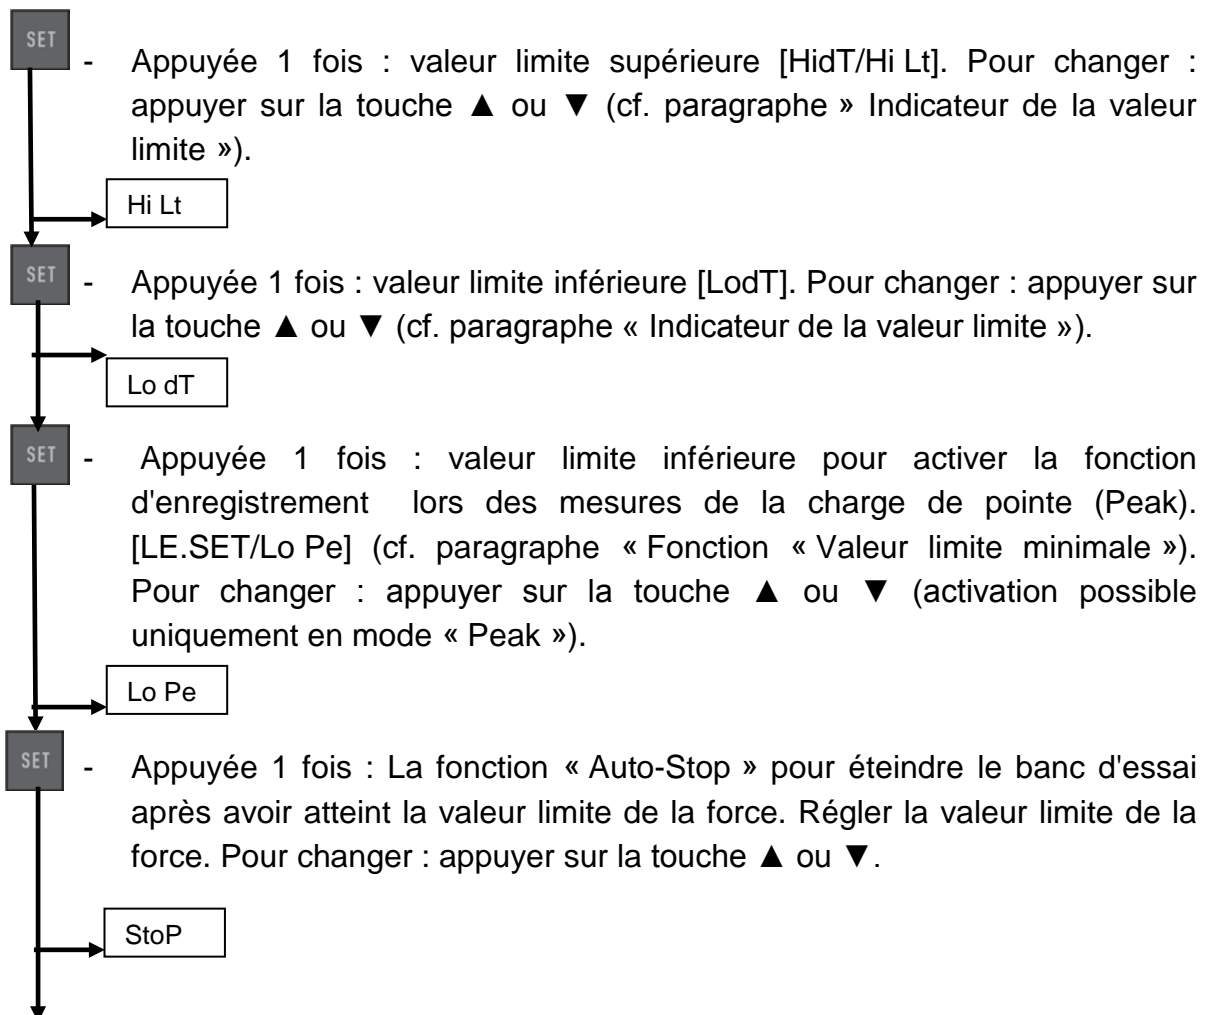 SET
- Appuyée 1 fois : valeur limite supérieure [HidT/Hi Lt]. Pour changer :
appuyer sur la touche ▲ ou ▼ (cf. paragraphe » Indicateur de la valeur
limite »).
Hi Lt
SET
- Appuyée 1 fois : valeur limite inférieure [LodT]. Pour changer : appuyer sur
la touche ▲ ou ▼ (cf. paragraphe « Indicateur de la valeur limite »).
Lo dT
SET
- Appuyée 1 fois : valeur limite inférieure pour activer la fonction
d'enregistrement lors des mesures de la charge de pointe (Peak).
[LE.SET/Lo Pe] (cf. paragraphe « Fonction « Valeur limite minimale »).
Pour changer : appuyer sur la touche ▲ ou ▼ (activation possible
uniquement en mode « Peak »).
Lo Pe
SET
- Appuyée 1 fois : La fonction « Auto-Stop » pour éteindre le banc d'essai
après avoir atteint la valeur limite de la force. Régler la valeur limite de la
force. Pour changer : appuyer sur la touche ▲ ou ▼.
StoP